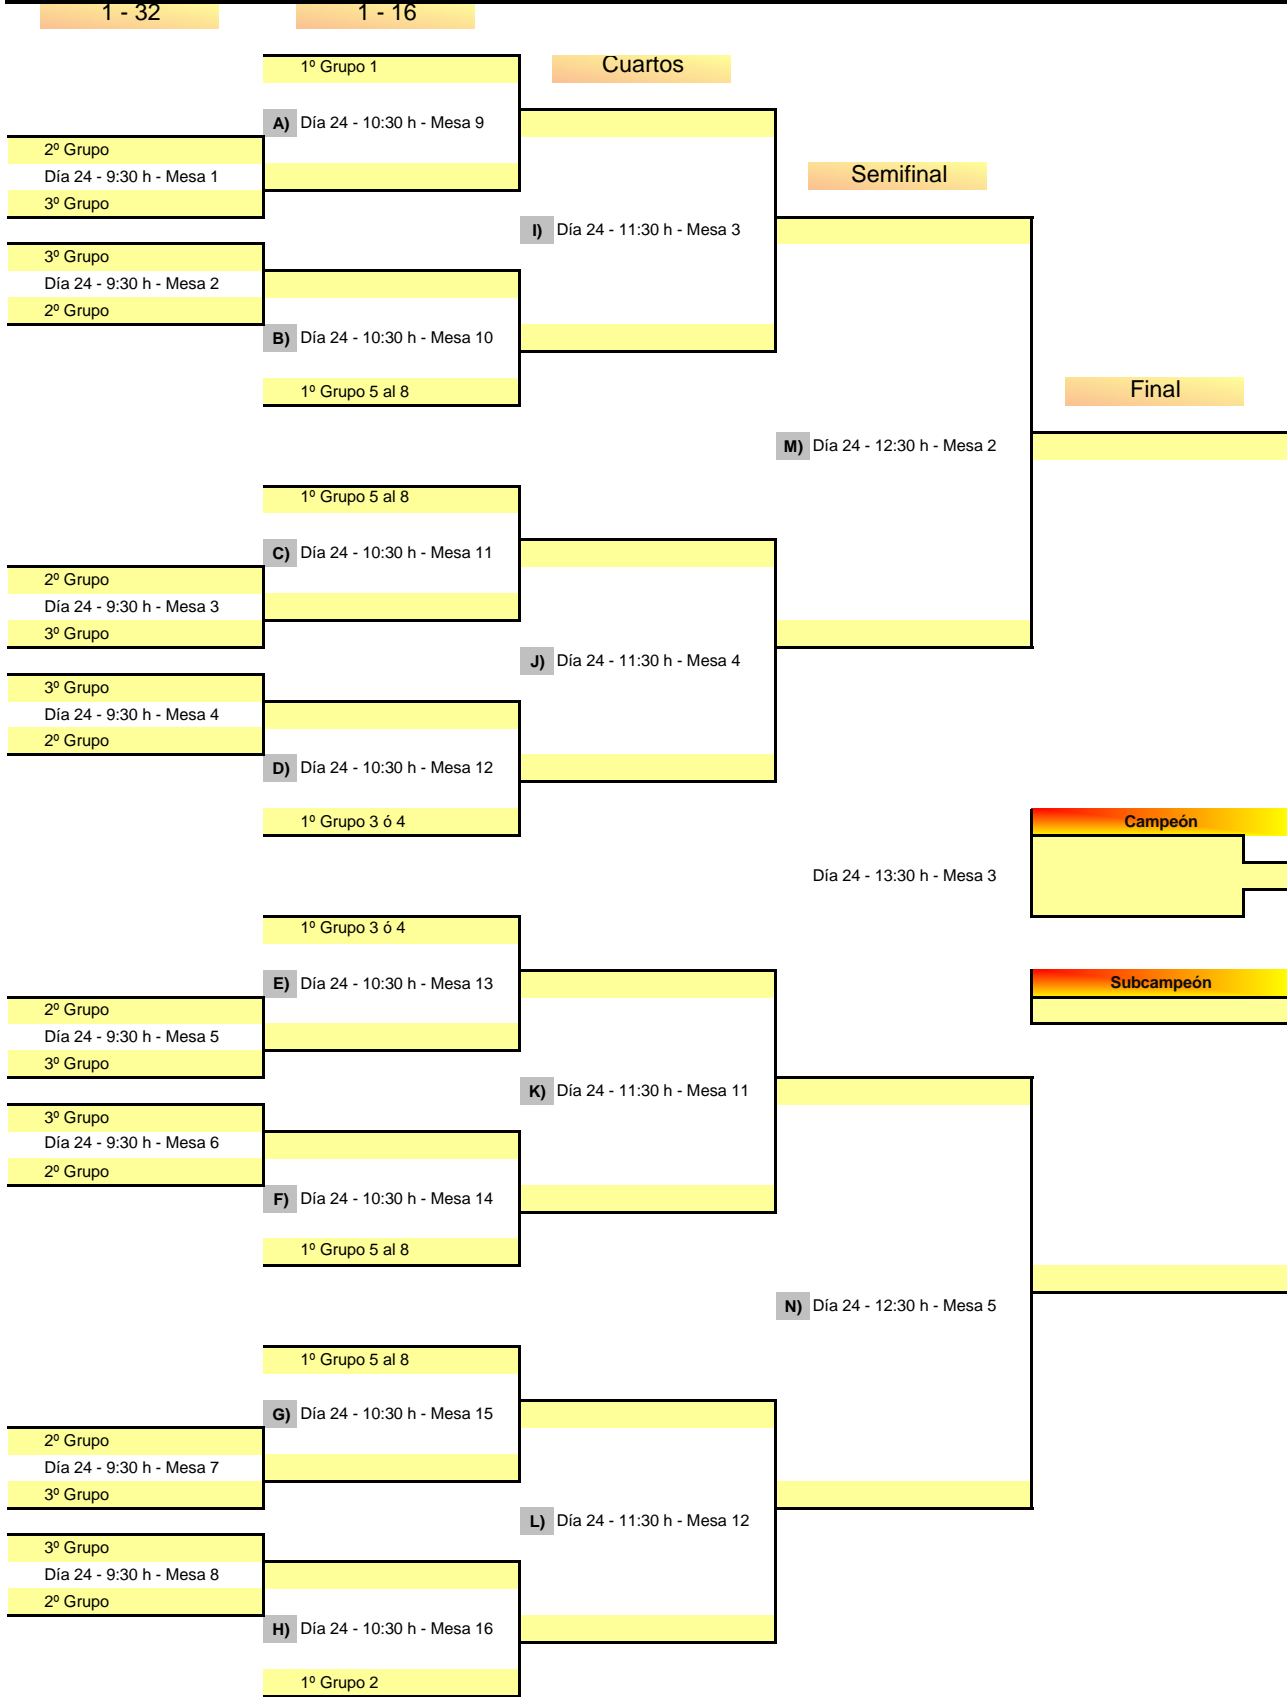 1 - 32
1 - 16
1º Grupo 1
Cuartos
A) Día 24 - 10:30 h - Mesa 9
2º Grupo
Día 24 - 9:30 h - Mesa 1
3º Grupo
Semifinal
I) Día 24 - 11:30 h - Mesa 3
3º Grupo
Día 24 - 9:30 h - Mesa 2
2º Grupo
B) Día 24 - 10:30 h - Mesa 10
1º Grupo 5 al 8
Final
M) Día 24 - 12:30 h - Mesa 2
1º Grupo 5 al 8
C) Día 24 - 10:30 h - Mesa 11
2º Grupo
Día 24 - 9:30 h - Mesa 3
3º Grupo
J) Día 24 - 11:30 h - Mesa 4
3º Grupo
Día 24 - 9:30 h - Mesa 4
2º Grupo
D) Día 24 - 10:30 h - Mesa 12
1º Grupo 3 ó 4
Campeón
Día 24 - 13:30 h - Mesa 3
1º Grupo 3 ó 4
E) Día 24 - 10:30 h - Mesa 13
Subcampeón
2º Grupo
Día 24 - 9:30 h - Mesa 5
3º Grupo
K) Día 24 - 11:30 h - Mesa 11
3º Grupo
Día 24 - 9:30 h - Mesa 6
2º Grupo
F) Día 24 - 10:30 h - Mesa 14
1º Grupo 5 al 8
N) Día 24 - 12:30 h - Mesa 5
1º Grupo 5 al 8
G) Día 24 - 10:30 h - Mesa 15
2º Grupo
Día 24 - 9:30 h - Mesa 7
3º Grupo
L) Día 24 - 11:30 h - Mesa 12
3º Grupo
Día 24 - 9:30 h - Mesa 8
2º Grupo
H) Día 24 - 10:30 h - Mesa 16
1º Grupo 2